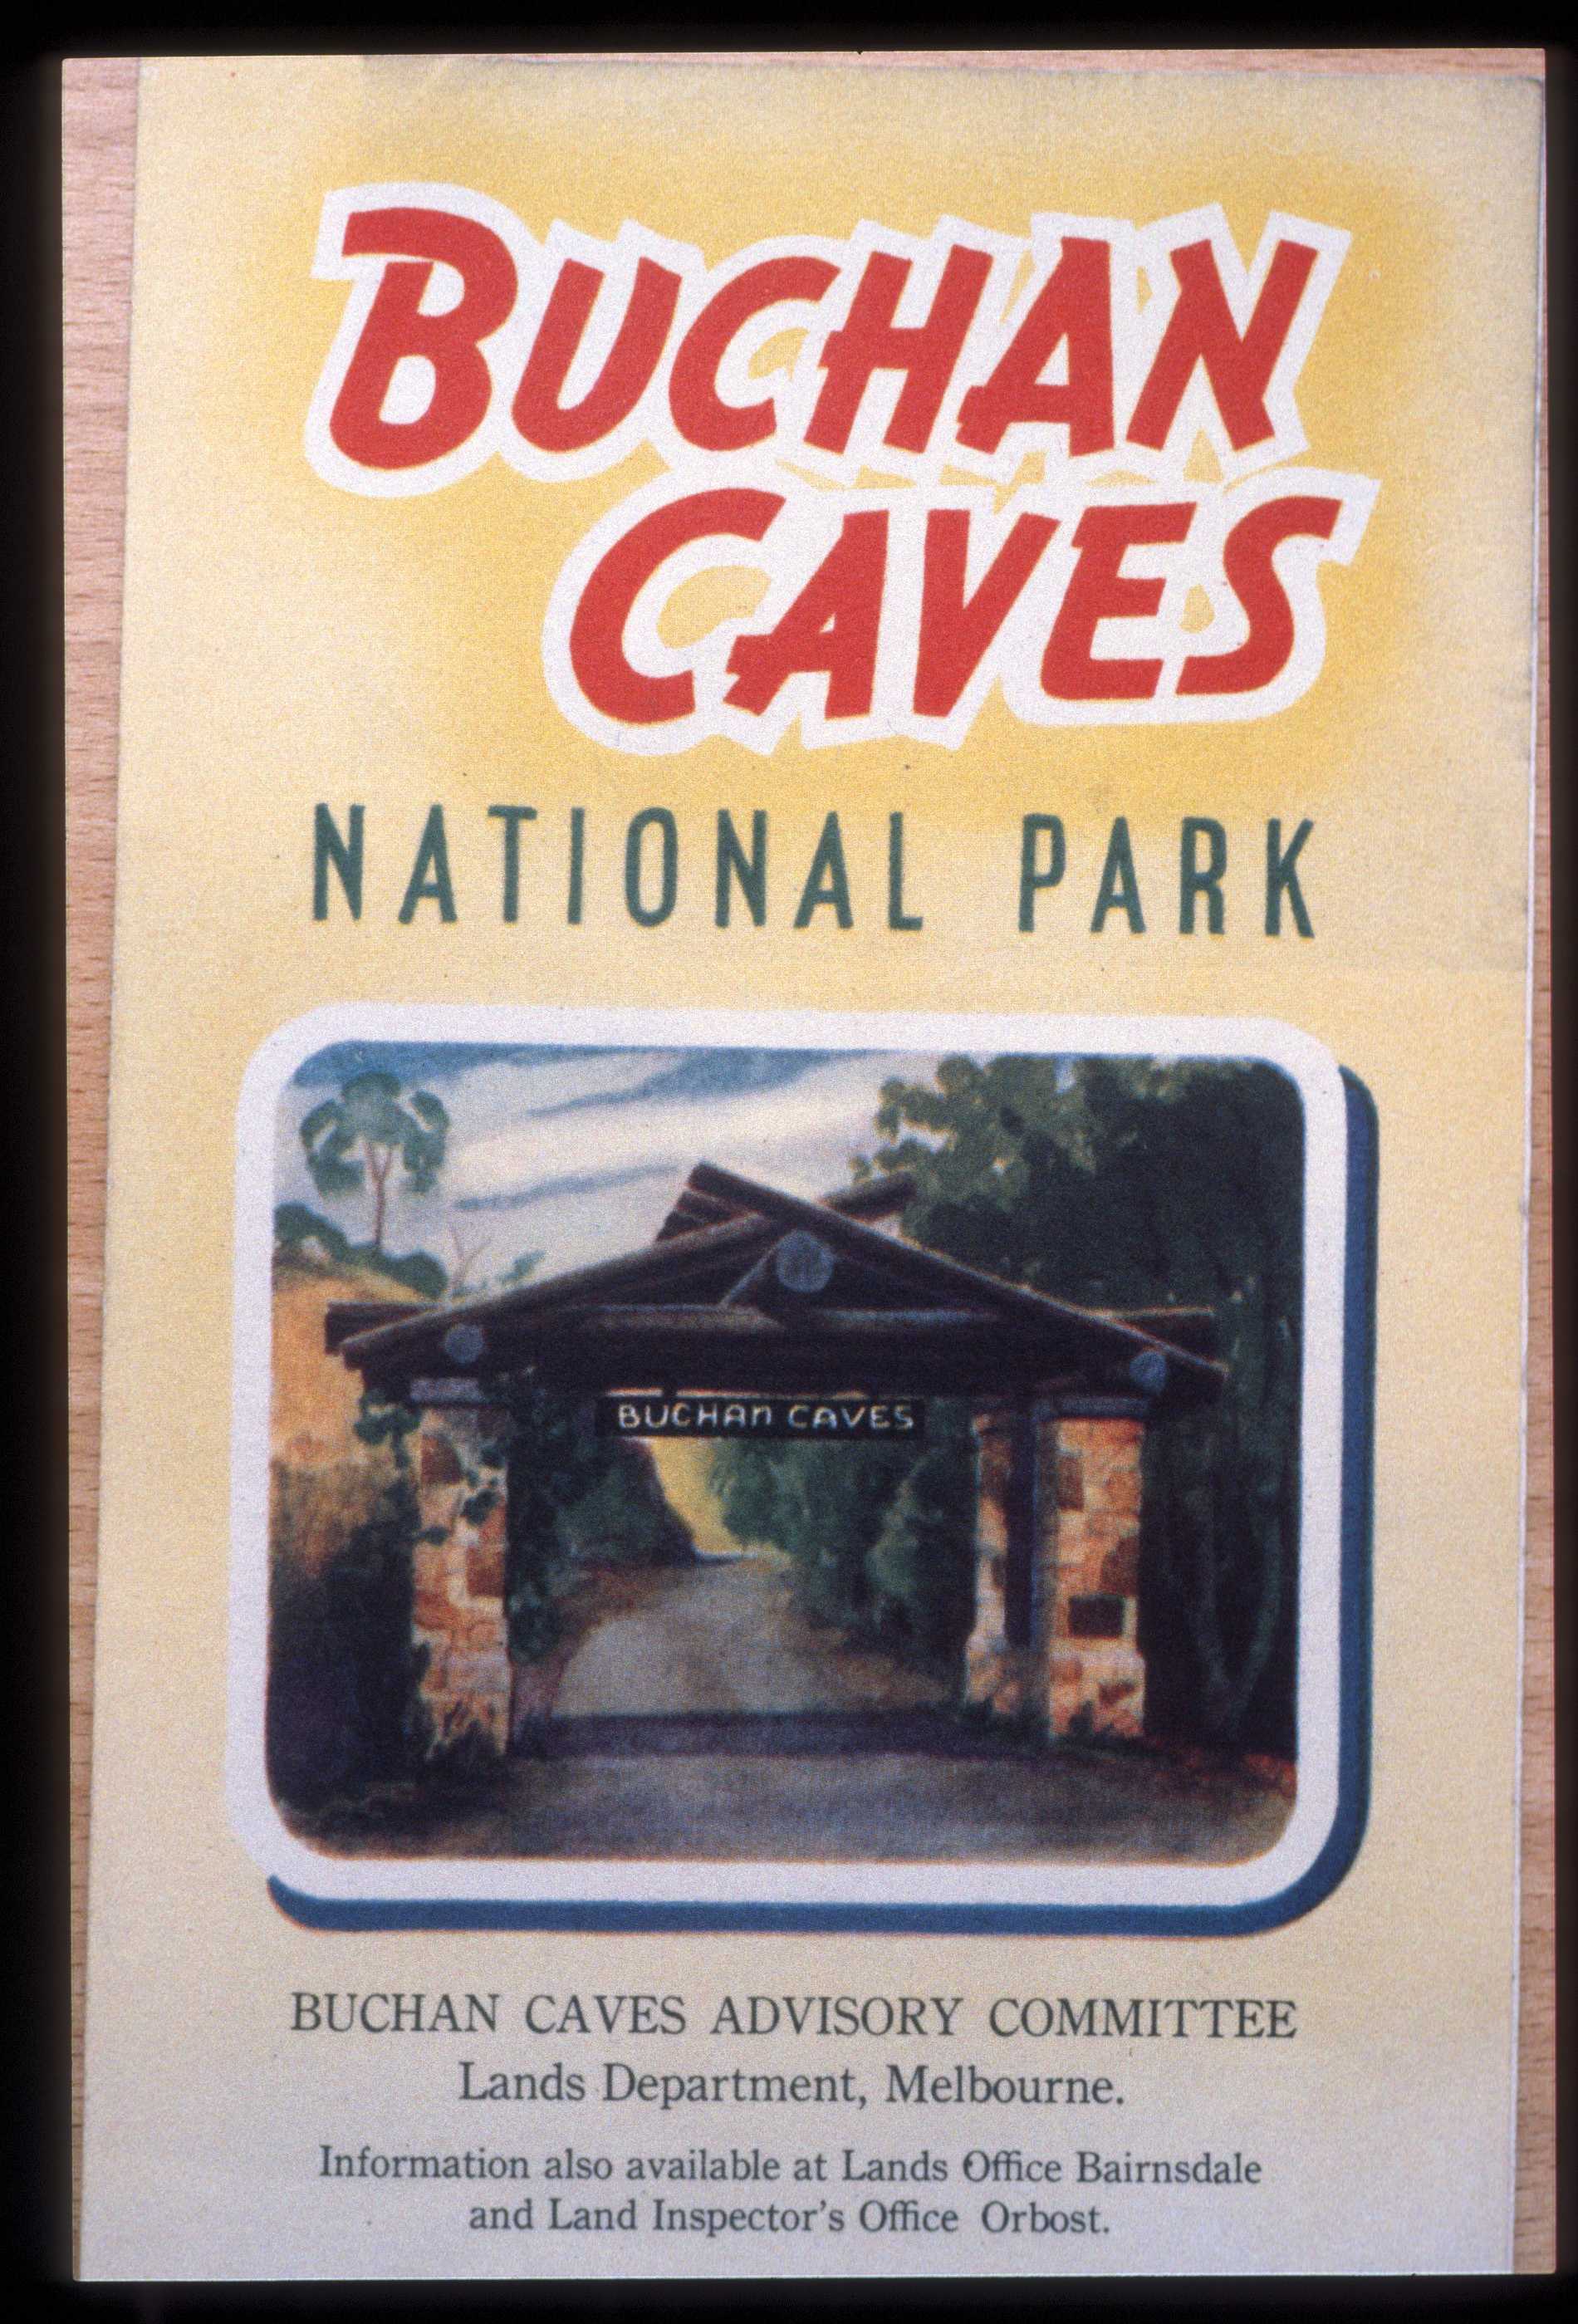 BUCHAN
CAVES
NATIONAL PARK
BUCHAN CAVES
BUCHAN CAVES ADVISORY COMMITTEE
Lands Department, Melbourne.
Information also available at Lands Office Bairnsdale
and Land Inspector's Office Orbost.